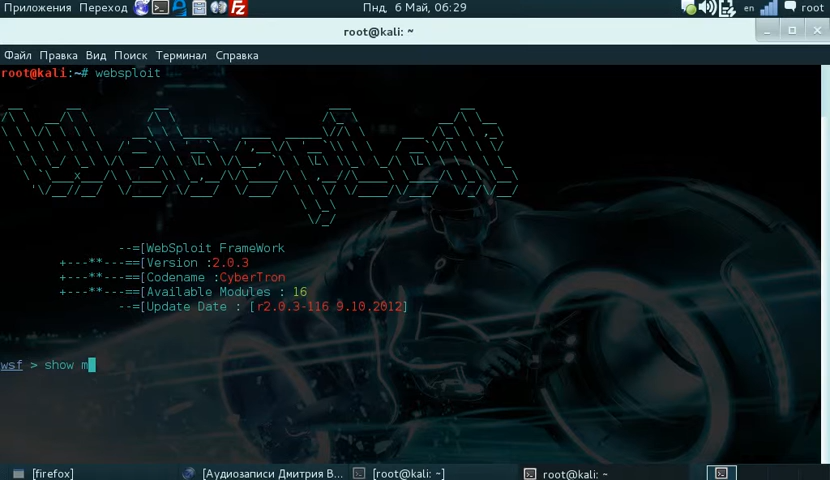 Приложения Переход Пнд, 6 Май, 06:29 en root
root@kali: ~
Файл Правка Вид Поиск Терминал Справка
root@kali:~# websploit
--=[WebSploit FrameWork
+---**---==[Version :2.0.3
+---**---==[Codename :CyberTron
+---**---==[Available Modules : 16
--=[Update Date : [r2.0.3-116 9.10.2012]
wsf > show m
[firefox] [Аудиозаписи Дмитрия В... [root@kali: ~] root@kali: ~